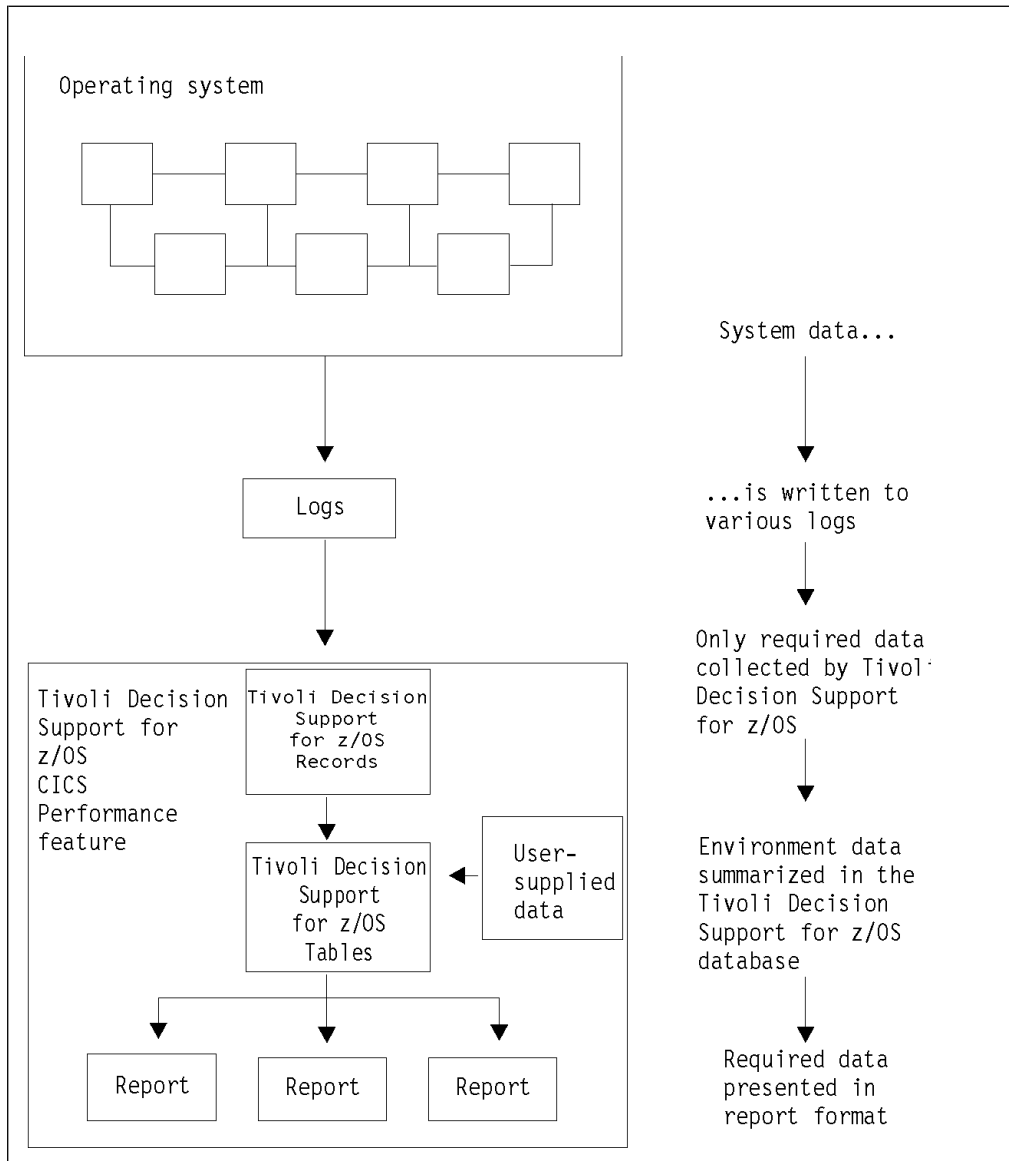 Operating system
System data...
Logs
...is written to
various logs
Only required data
collected by Tivoli
Decision Support
for z/OS
Tivoli Decision
Support for
z/OS
CICS
Performance
feature
Tivoli Decision
Support
for z/OS
Records
Tivoli Decision
Support
for z/OS
Tables
User-
supplied
data
Environment data
summarized in the
Tivoli Decision
Support for z/OS
database
Report
Report
Report
Required data
presented in
report format